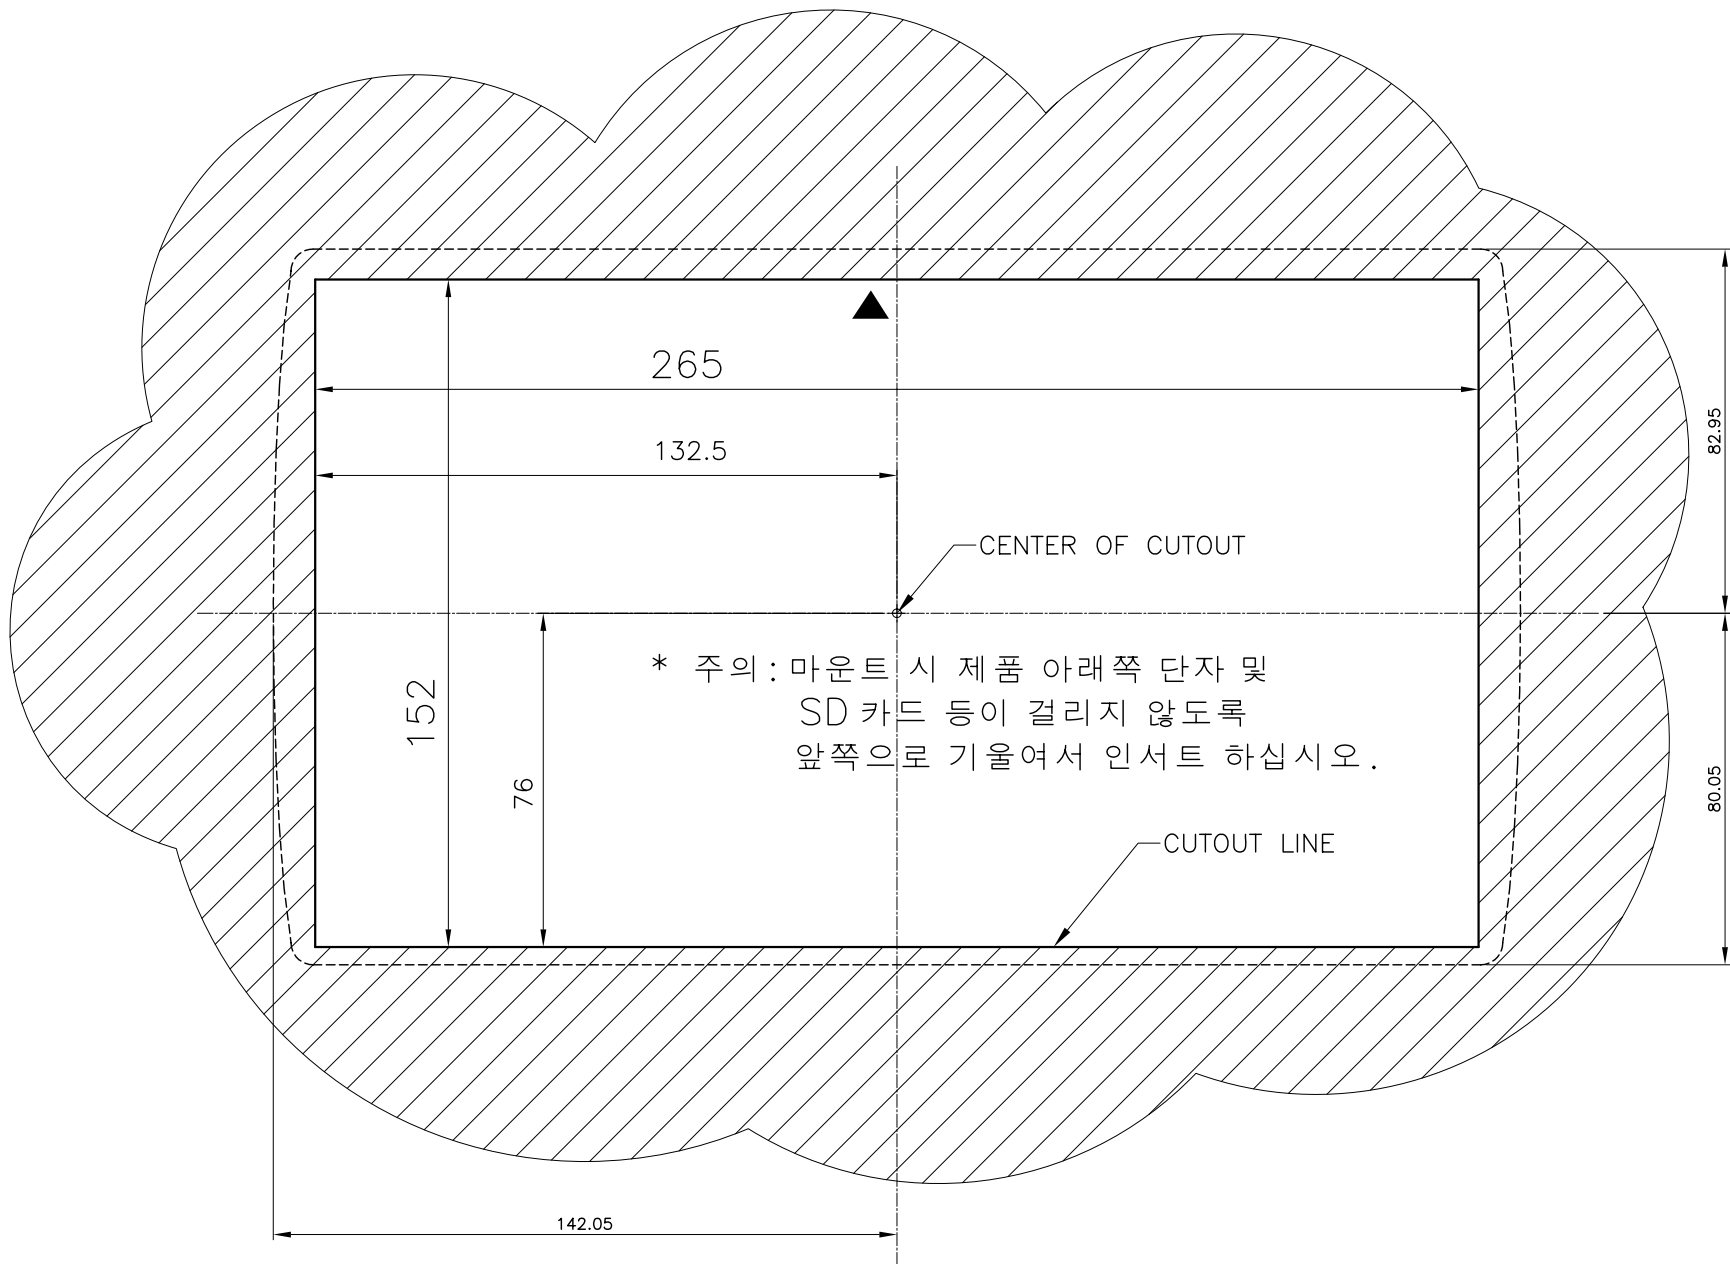 265
82.95
132.5
CENTER OF CUTOUT
* 주의: 마운트 시 제품 아래쪽 단자 및
SD 카드 등이 걸리지 않도록
앞쪽으로 기울여서 인서트 하십시오.
152
76
80.05
CUTOUT LINE
142.05